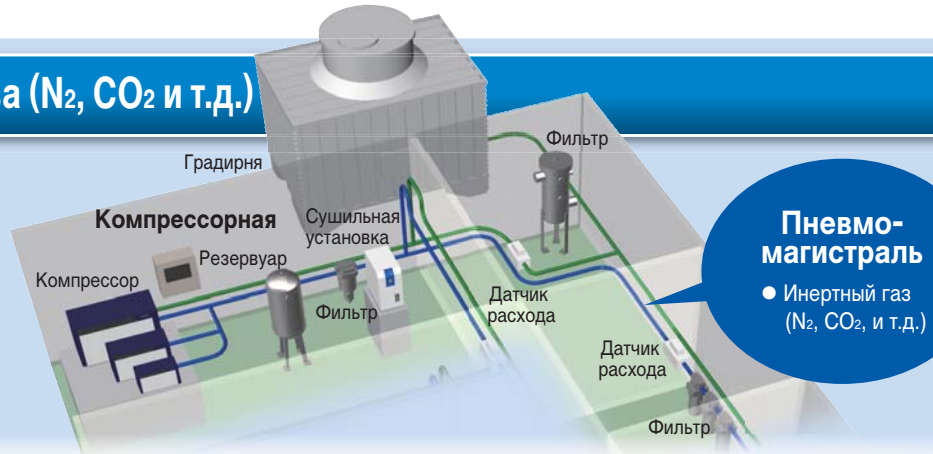 ва (N₂, CO₂ и т.д.)
Фильтр
Градирня
Компрессорная
Сушильная
установка
Резервуар
Компрессор
Фильтр
Датчик
расхода
Датчик
расхода
Фильтр
Пневмо-
магистраль
● Инертный газ
(N₂, CO₂, и т.д.)